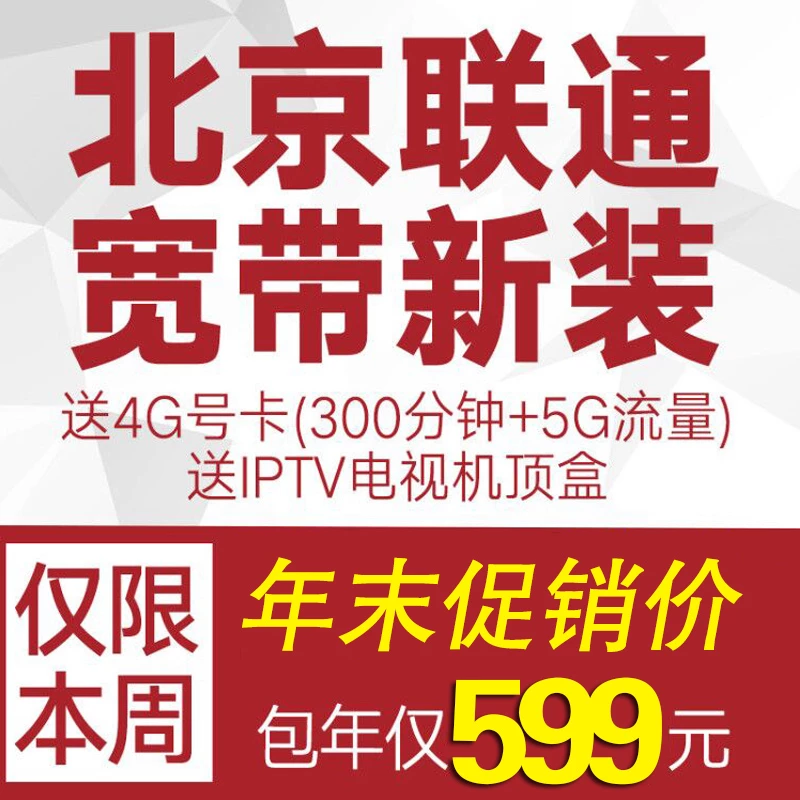 北京联通
宽带新装
送4G号卡(300分钟+5G流量)
送IPTV电视机顶盒
仅限
本周
年末促销价
包年仅599元